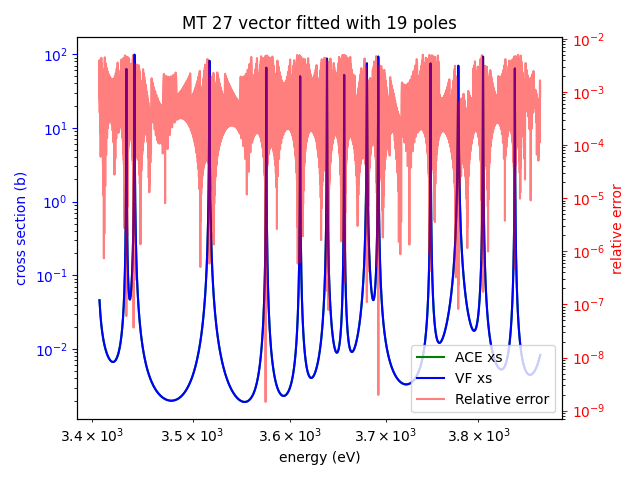 MT 27 vector fitted with 19 poles
10²
10¹
10⁰
10⁻¹
10⁻²
cross section (b)
10⁻²
10⁻³
10⁻⁴
10⁻⁵
10⁻⁶
10⁻⁷
10⁻⁸
10⁻⁹
relative error
ACE xs
VF xs
Relative error
3.4 × 10³ 3.5 × 10³ 3.6 × 10³ 3.7 × 10³ 3.8 × 10³
energy (eV)